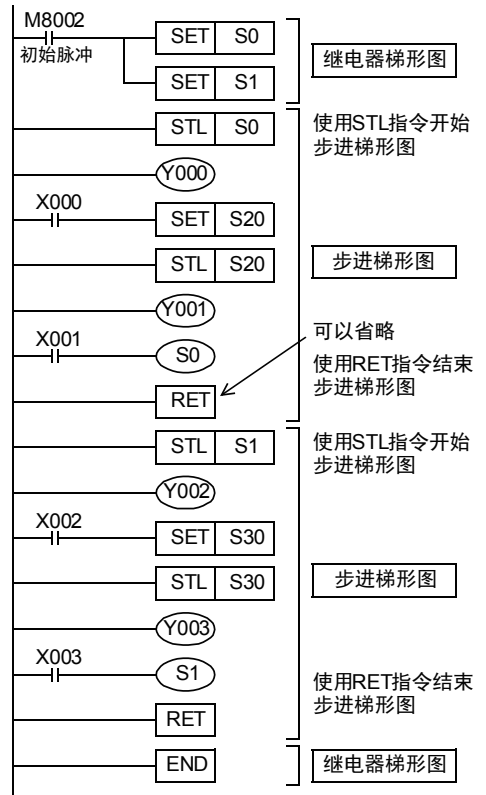 M8002
初始脉冲
SET S0
SET S1
继电器梯形图
STL S0
使用STL指令开始
步进梯形图
Y000
X000
SET S20
STL S20
步进梯形图
Y001
X001
S0
可以省略
使用RET指令结束
步进梯形图
RET
STL S1
使用STL指令开始
步进梯形图
Y002
X002
SET S30
STL S30
步进梯形图
Y003
X003
S1
使用RET指令结束
步进梯形图
RET
END
继电器梯形图